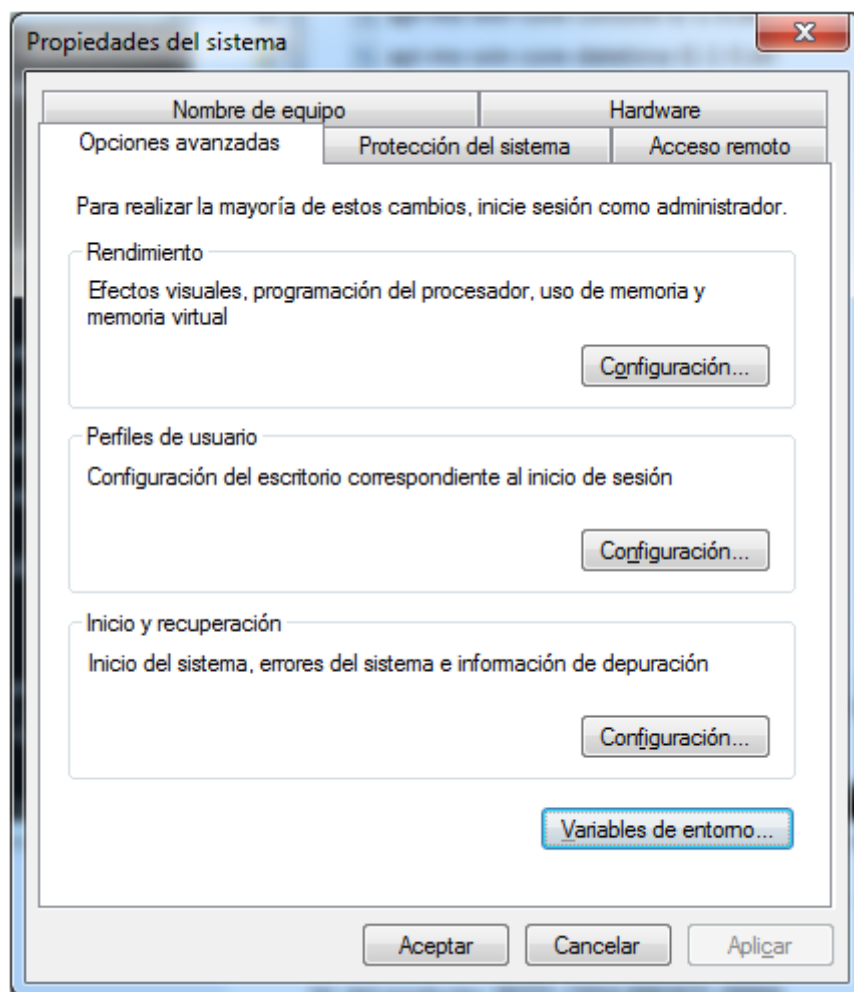 Propiedades del sistema
Nombre de equipo
Hardware
Opciones avanzadas
Protección del sistema
Acceso remoto
Para realizar la mayoría de estos cambios, inicie sesión como administrador.
Rendimiento
Efectos visuales, programación del procesador, uso de memoria y
memoria virtual
Configuración...
Perfiles de usuario
Configuración del escritorio correspondiente al inicio de sesión
Configuración...
Inicio y recuperación
Inicio del sistema, errores del sistema e información de depuración
Configuración...
Variables de entorno...
Aceptar
Cancelar
Aplicar